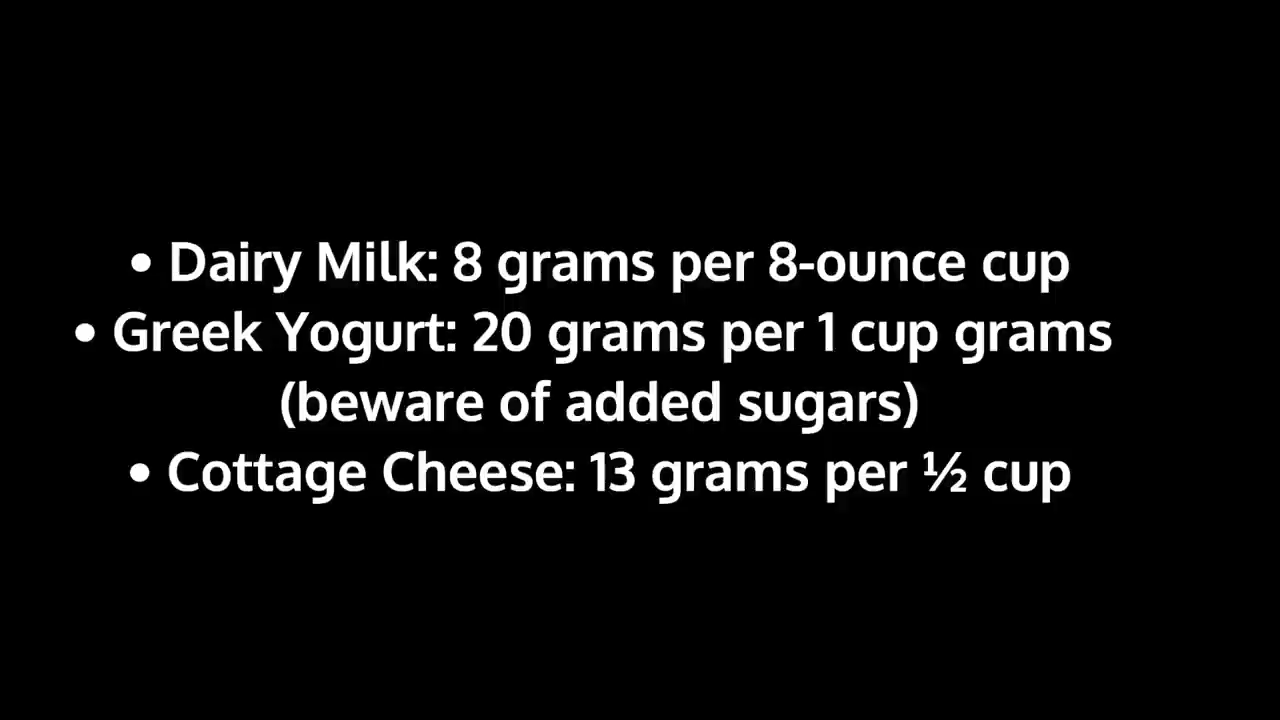 • Dairy Milk: 8 grams per 8-ounce cup
• Greek Yogurt: 20 grams per 1 cup grams
(beware of added sugars)
• Cottage Cheese: 13 grams per ½ cup